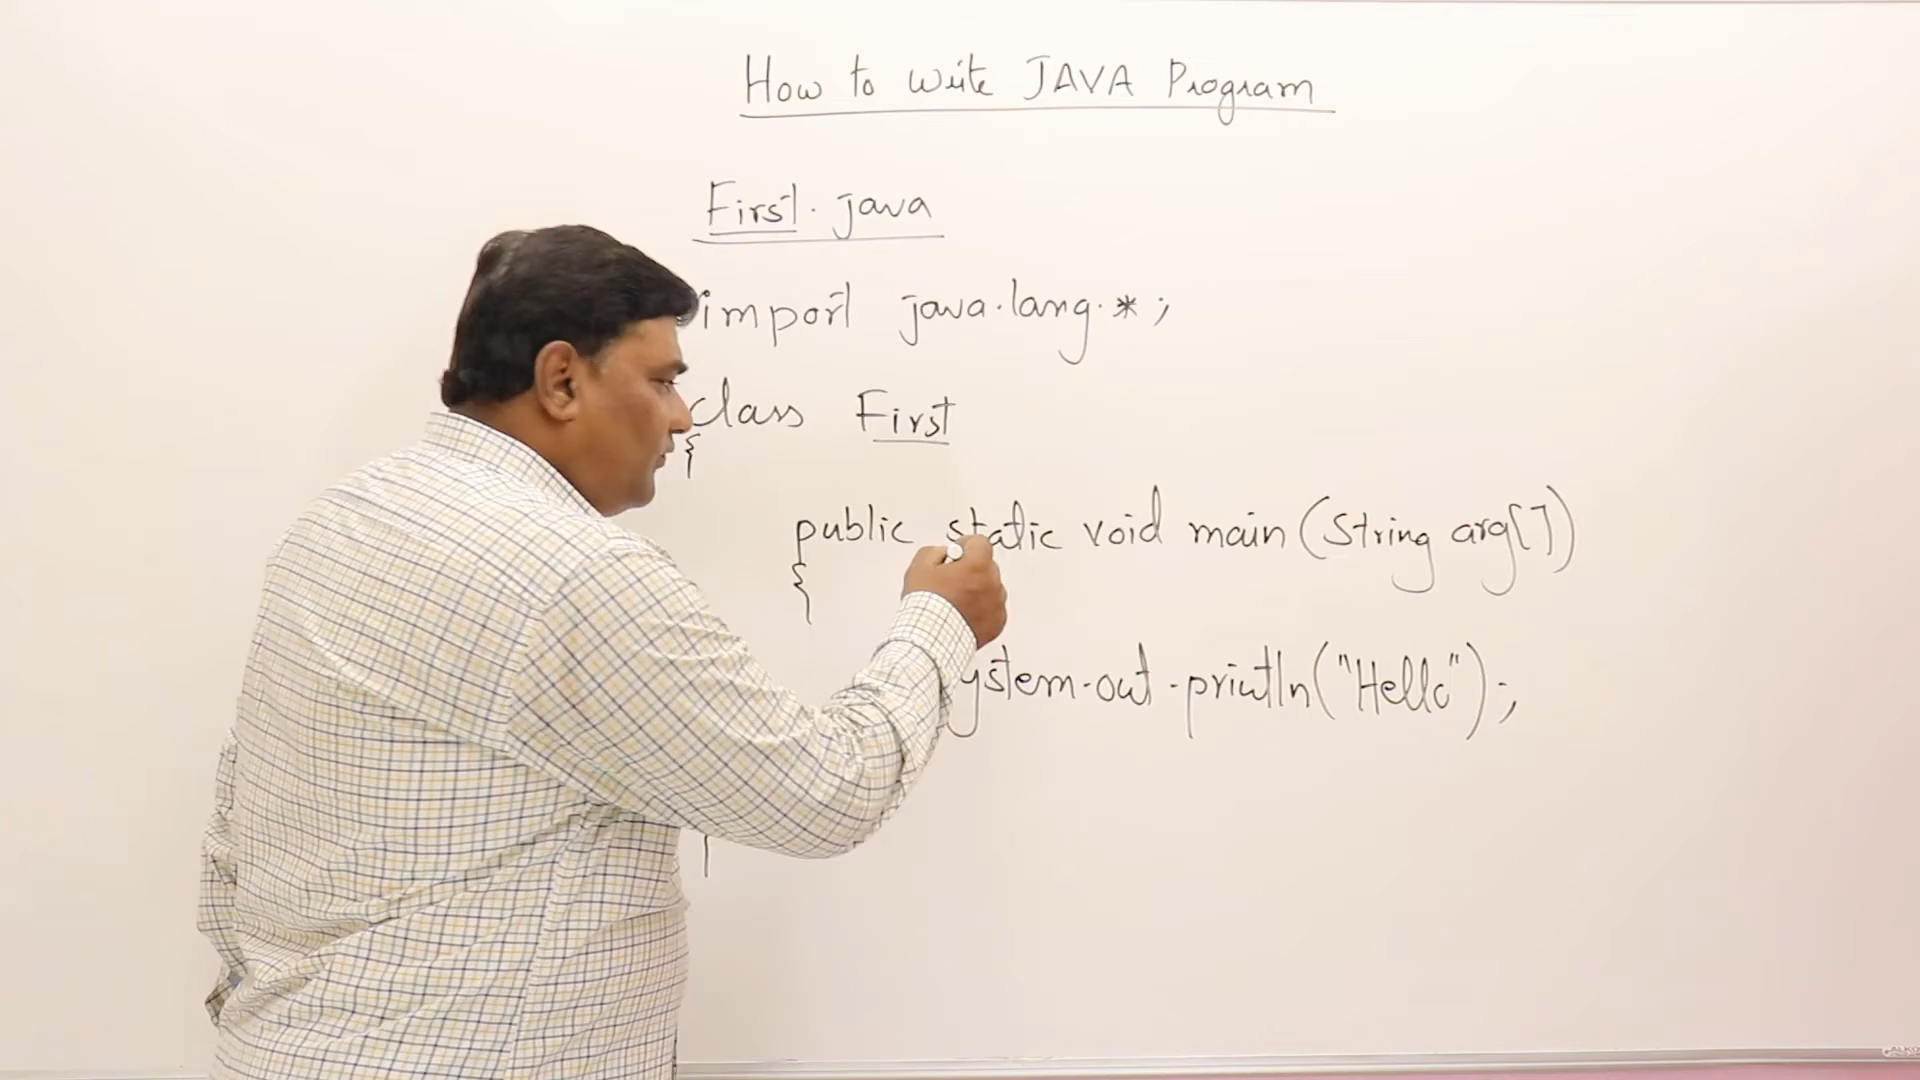 How to write JAVA Program
First.java
import java.lang.*;
class First
{
public static void main(String arg[])
{
ystem.out.println("Hello");
}